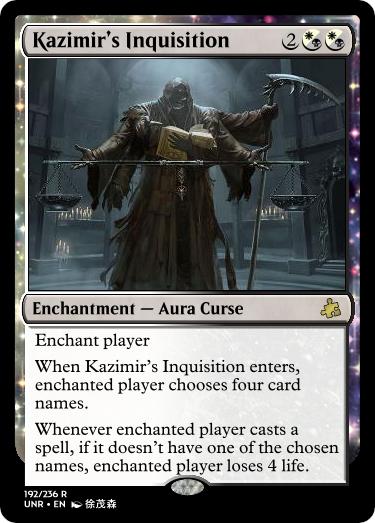 Kazimir's Inquisition 2
Enchantment — Aura Curse
Enchant player
When Kazimir's Inquisition enters,
enchanted player chooses four card
names.
Whenever enchanted player casts a
spell, if it doesn't have one of the chosen
names, enchanted player loses 4 life.
192/236 R
UNR • EN 徐茂森